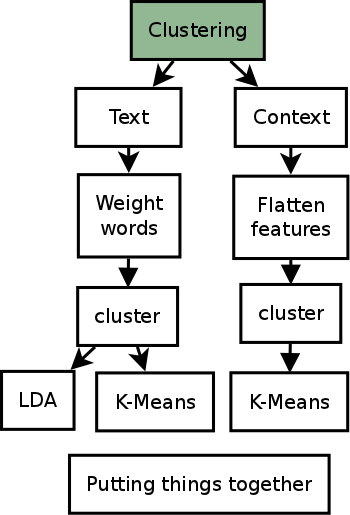 Clustering
Text
Context
Weight
words
Flatten
features
cluster
cluster
LDA
K-Means
K-Means
Putting things together